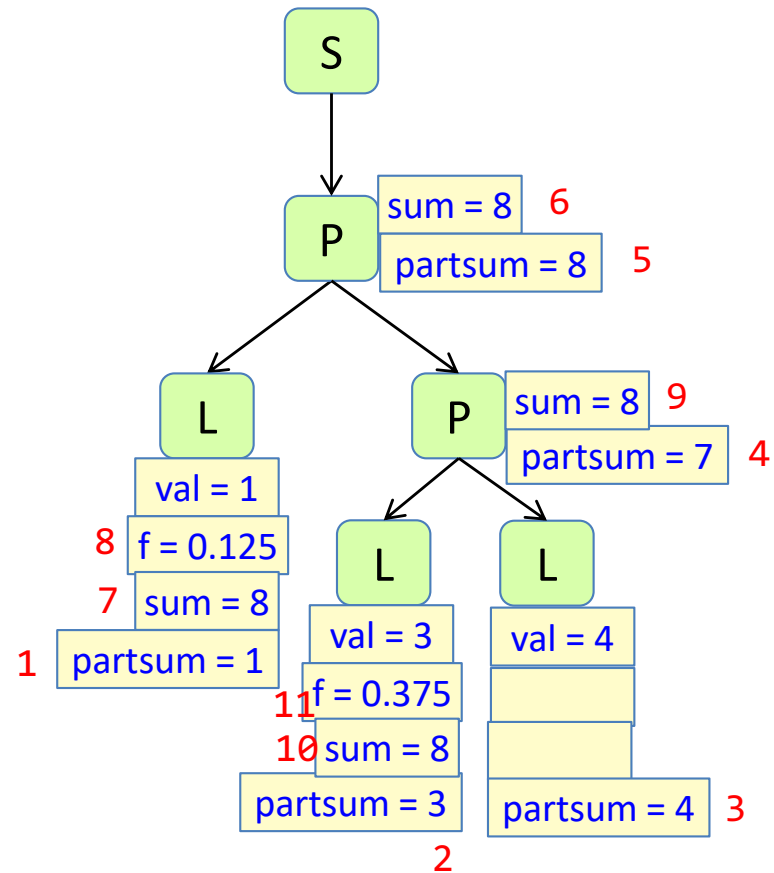 S
P
sum = 8 6
partsum = 8 5
L
P
sum = 8 9
partsum = 7 4
val = 1
8 f = 0.125
7 sum = 8
1 partsum = 1
L
L
val = 3
11 f = 0.375
10 sum = 8
partsum = 3
2
val = 4
partsum = 4 3